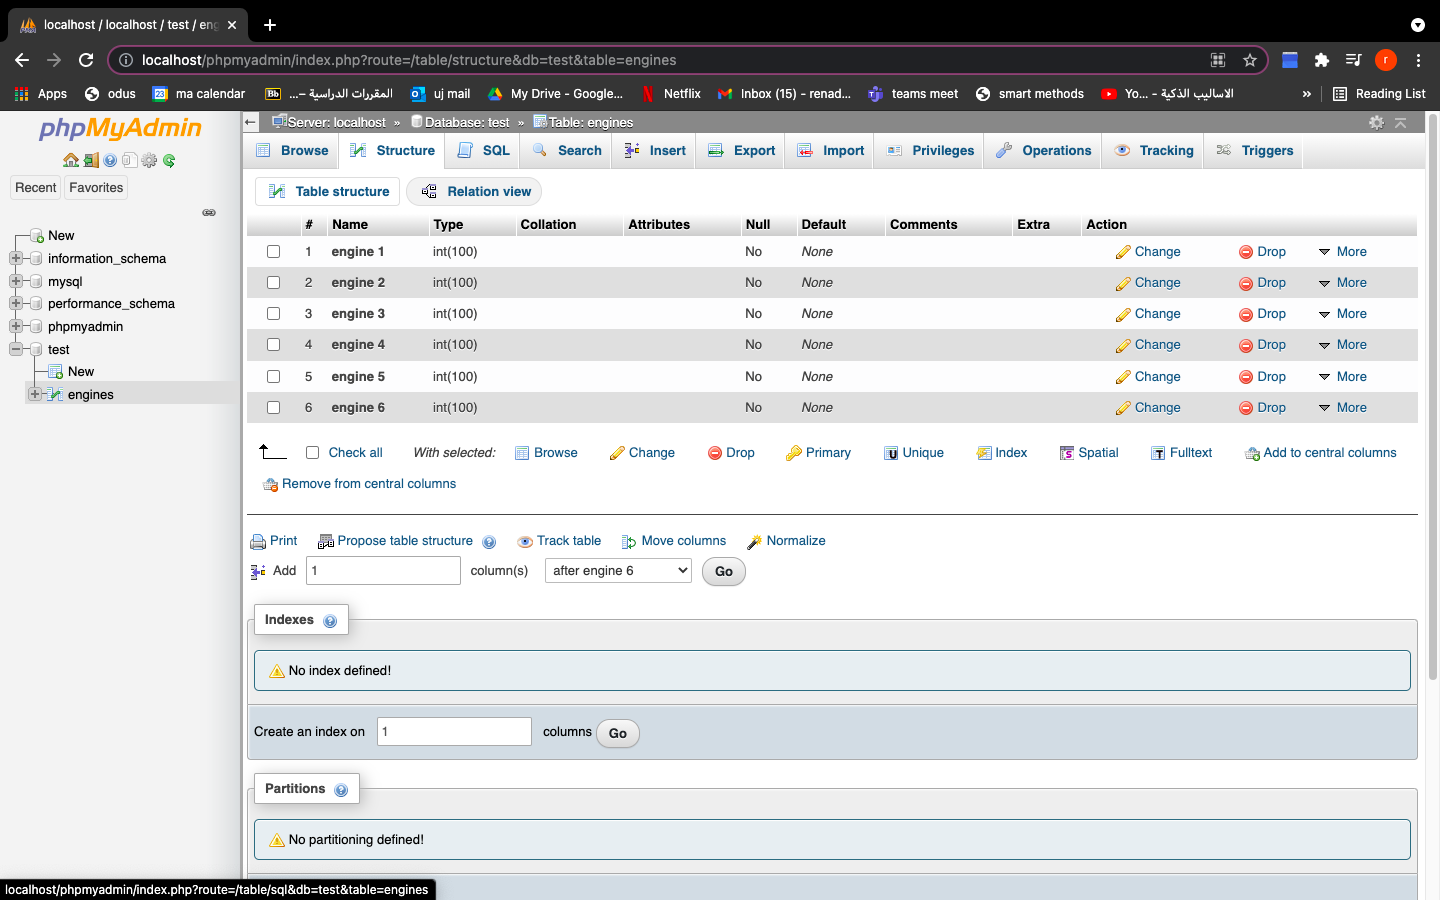 localhost / localhost / test / eng
localhost/phpmyadmin/index.php?route=/table/structure&db=test&table=engines
r
Apps
odus
23
ma calendar
Bb
المقررات الدراسية –...
uj mail
My Drive - Google...
Netflix
Inbox (15) - renad...
teams meet
smart methods
الاساليب الذكية - Yo...
»
Reading List
phpMyAdmin
Server: localhost » Database: test » Table: engines
Browse
Structure
SQL
Search
Insert
Export
Import
Privileges
Operations
Tracking
Triggers
Recent
Favorites
New
information_schema
mysql
performance_schema
phpmyadmin
test
New
engines
Table structure
Relation view
# Name Type Collation Attributes Null Default Comments Extra Action
1 engine 1 int(100) No None Change Drop More
2 engine 2 int(100) No None Change Drop More
3 engine 3 int(100) No None Change Drop More
4 engine 4 int(100) No None Change Drop More
5 engine 5 int(100) No None Change Drop More
6 engine 6 int(100) No None Change Drop More
Check all With selected: Browse Change Drop Primary Unique Index Spatial Fulltext Add to central columns
Remove from central columns
Print Propose table structure Track table Move columns Normalize
Add 1 column(s) after engine 6 Go
Indexes
No index defined!
Create an index on 1 columns Go
Partitions
No partitioning defined!
localhost/phpmyadmin/index.php?route=/table/sql&db=test&table=engines